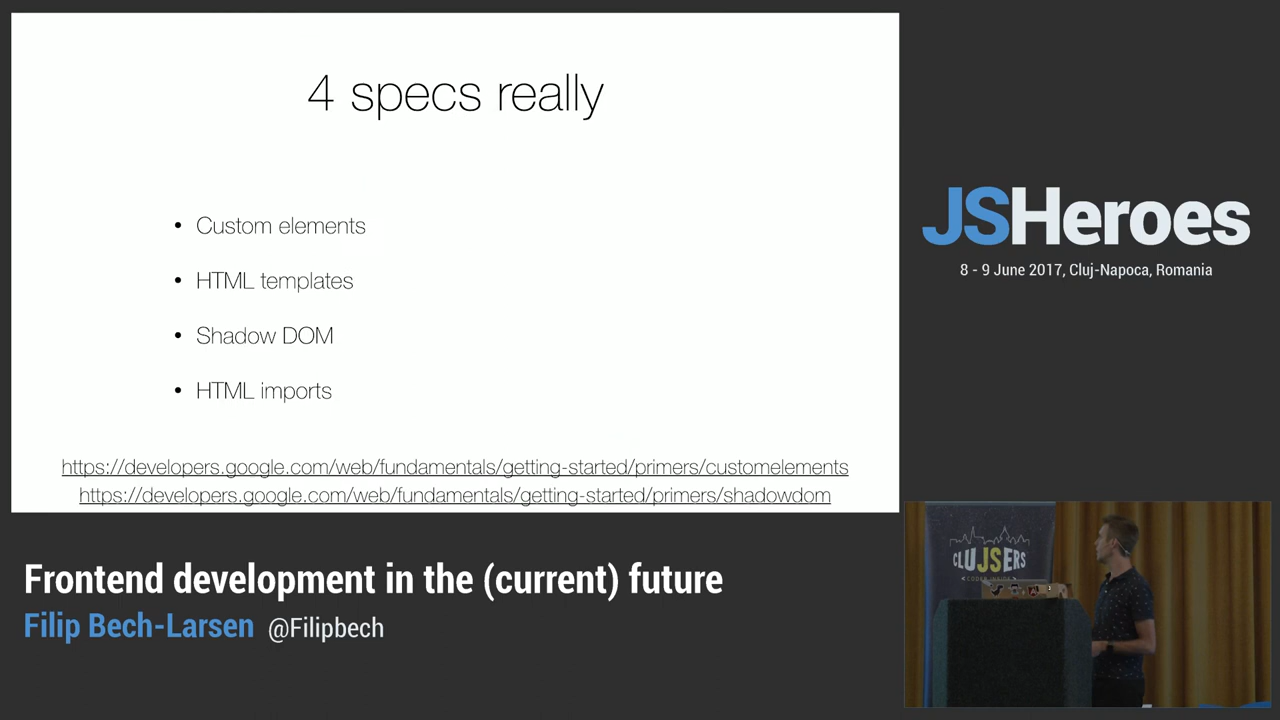 4 specs really
• Custom elements
• HTML templates
• Shadow DOM
• HTML imports
https://developers.google.com/web/fundamentals/getting-started/primers/customelements
https://developers.google.com/web/fundamentals/getting-started/primers/shadowdom
JSHeroes
8 - 9 June 2017, Cluj-Napoca, Romania
CLUJSERS
Frontend development in the (current) future
Filip Bech-Larsen @Filipbech